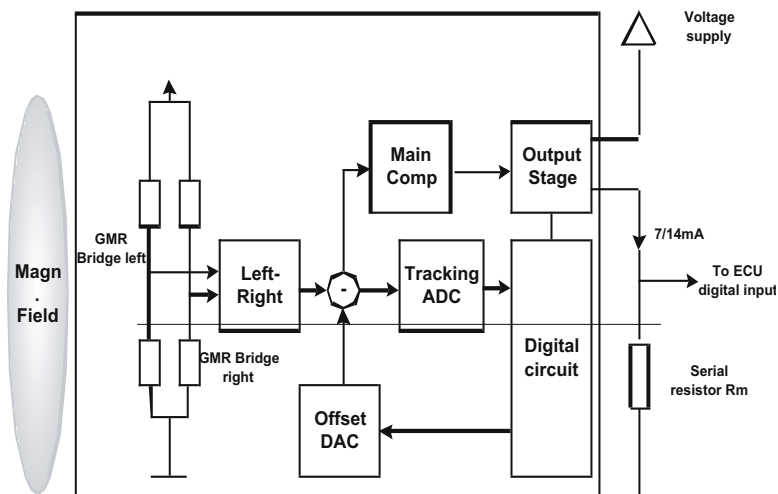 Voltage
supply
Main
Comp
Output
Stage
GMR
Bridge left
7/14mA
Magn
.
Field
Left-
Right
-
Tracking
ADC
To ECU
digital input
GMR Bridge
right
Digital
circuit
Serial
resistor Rm
Offset
DAC